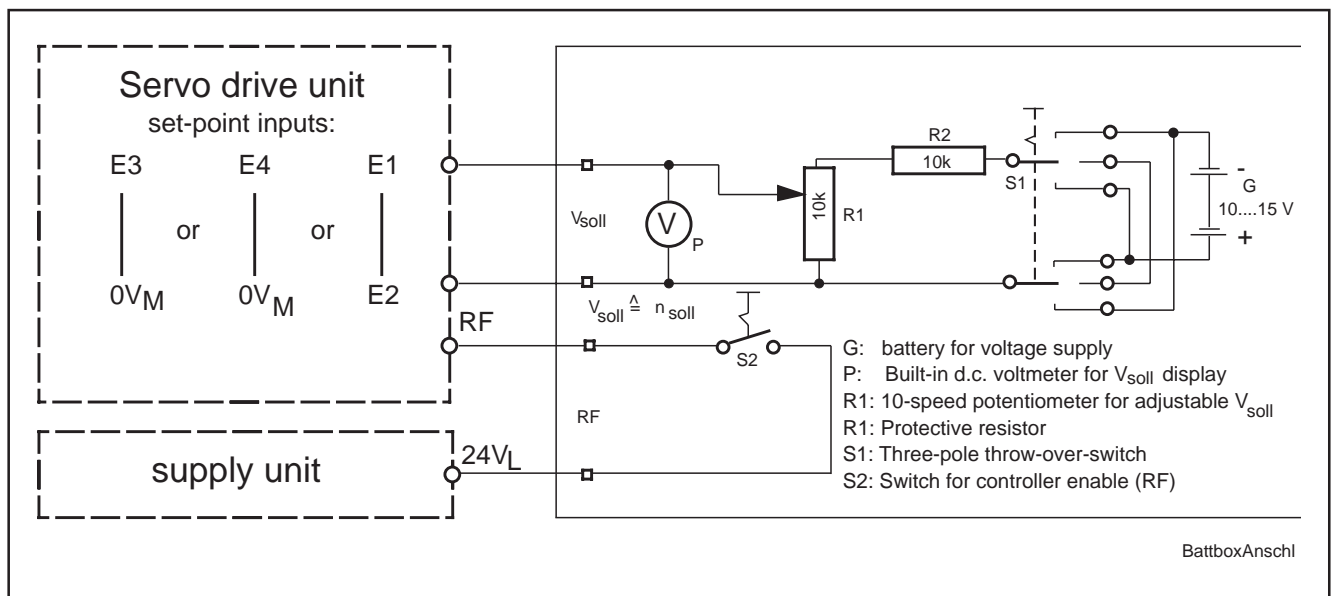 Servo drive unit
set-point inputs:
E3 E4 E1
or or
0VM 0VM E2
RF
supply unit
24VL
Vsoll
V
P
Vsoll ≙ nsoll
RF
S2
10k
R1
R2
10k
S1
-
G
10....15 V
+
G: battery for voltage supply
P: Built-in d.c. voltmeter for Vsoll display
R1: 10-speed potentiometer for adjustable Vsoll
R1: Protective resistor
S1: Three-pole throw-over-switch
S2: Switch for controller enable (RF)
BattboxAnschl